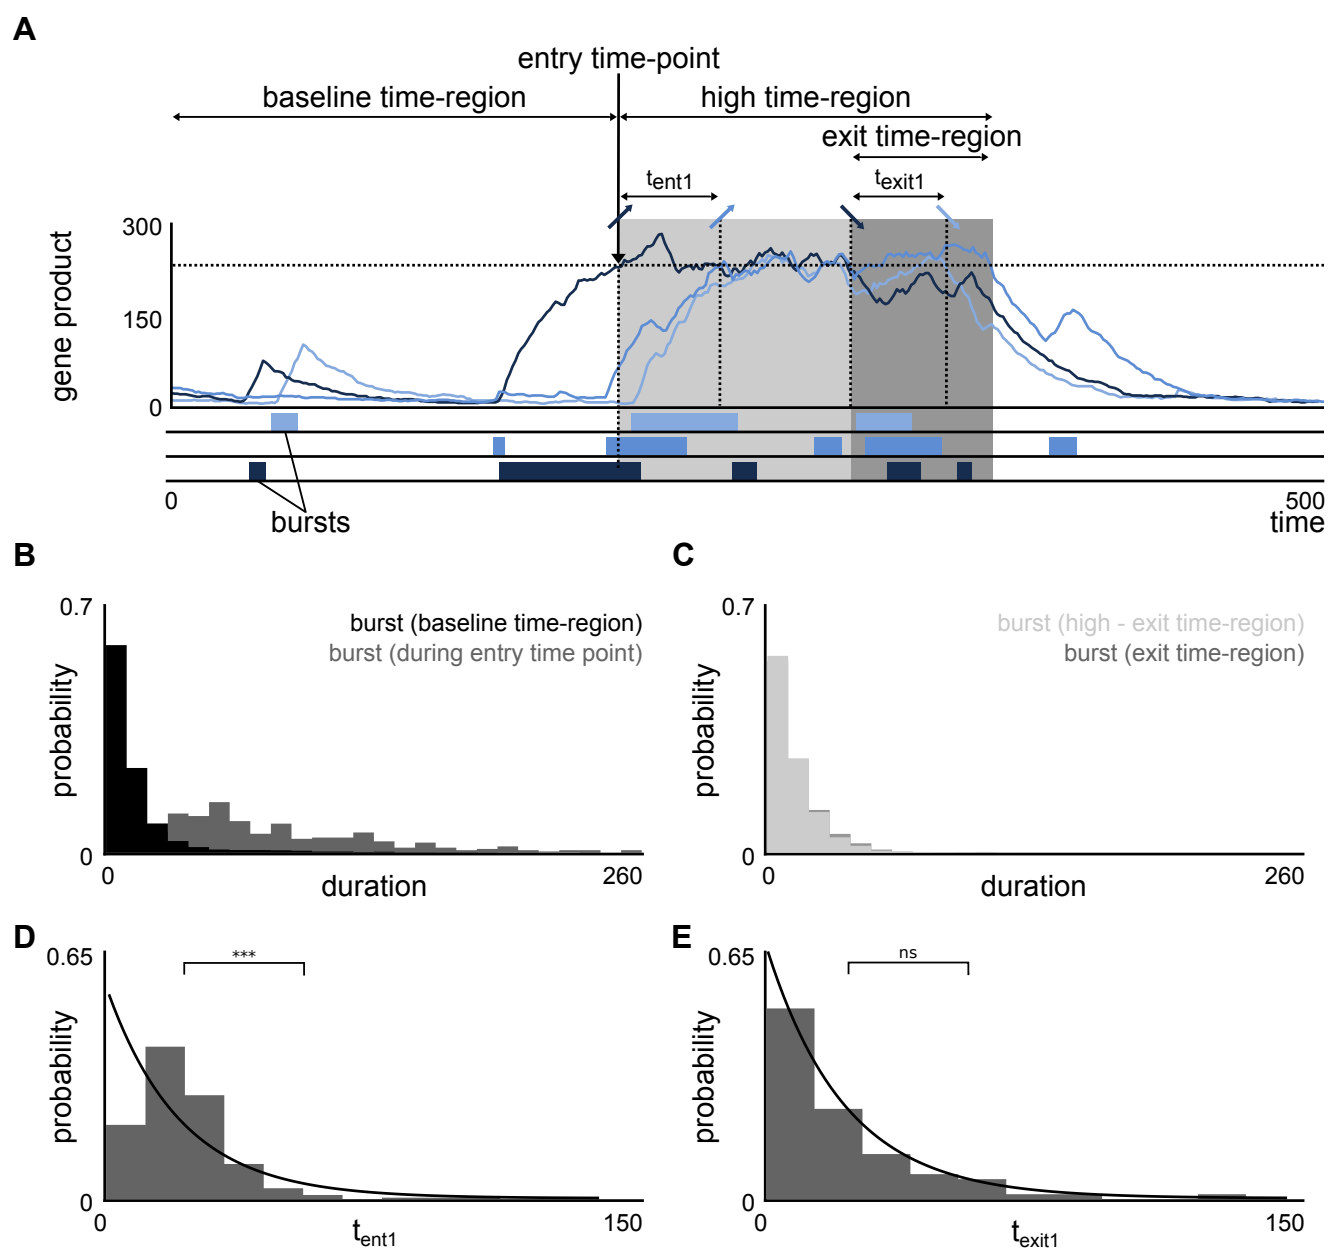 A
entry time-point
baseline time-region
high time-region
exit time-region
tent1
texit1
300
150
0
gene product
0
500
bursts
time
B
0.7
burst (baseline time-region)
burst (during entry time point)
probability
0
0
260
duration
C
0.7
burst (high - exit time-region)
burst (exit time-region)
probability
0
0
260
duration
D
0.65
***
probability
0
0
150
tent1
E
0.65
ns
probability
0
0
150
texit1